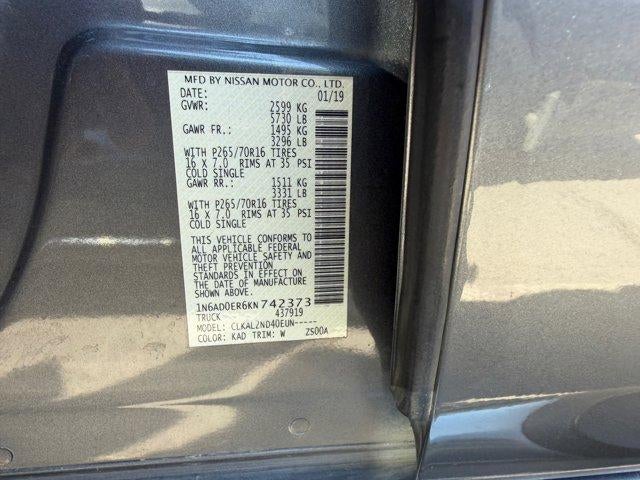 MFD BY NISSAN MOTOR CO., LTD.
DATE: 01/19
GVWR: 2599 KG
5730 LB
GAWR FR.: 1495 KG
3296 LB
WITH P265/70R16 TIRES
16 X 7.0 RIMS AT 35 PSI
COLD SINGLE
GAWR RR.: 1511 KG
3331 LB
WITH P265/70R16 TIRES
16 X 7.0 RIMS AT 35 PSI
COLD SINGLE
THIS VEHICLE CONFORMS TO
ALL APPLICABLE FEDERAL
MOTOR VEHICLE SAFETY AND
THEFT PREVENTION
STANDARDS IN EFFECT ON
THE DATE OF MANUFACTURE
SHOWN ABOVE.
1N6AD0ER6KN742373
TRUCK 437919
MODEL: CLKAL2ND40EUN-----
COLOR: KAD TRIM: W ZS00A